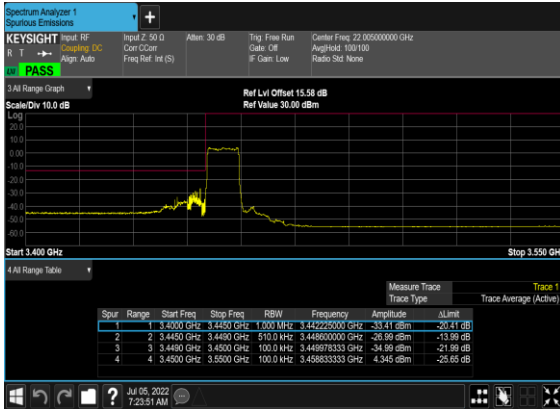 Spectrum Analyzer 1
Spurious Emissions
+
KEYSIGHT Input: RF Input Z: 50 Ω Atten: 30 dB Trig: Free Run Center Freq: 22.005000000 GHz
R T Coupling: DC Corr CCorr Gate: Off Avg|Hold: 100/100
Align: Auto Freq Ref: Int (S) IF Gain: Low Radio Std: None
PASS
3 All Range Graph
Ref Lvl Offset 15.58 dB
Scale/Div 10.0 dB Ref Value 30.00 dBm
Log
20.0
10.0
0.00
-10.0
-20.0
-30.0
-40.0
-50.0
-60.0
Start 3.400 GHz Stop 3.550 GH
4 All Range Table
Measure Trace Trace 1
Trace Type Trace Average (Active)
Spur Range Start Freq Stop Freq RBW Frequency Amplitude ΔLimit
1 1 3.4000 GHz 3.4450 GHz 1.000 MHz 3.442225000 GHz -33.41 dBm -20.41 dB
2 2 3.4450 GHz 3.4490 GHz 510.0 kHz 3.448600000 GHz -26.99 dBm -13.99 dB
3 3 3.4490 GHz 3.4500 GHz 100.0 kHz 3.449978333 GHz -34.99 dBm -21.99 dB
4 4 3.4500 GHz 3.5500 GHz 100.0 kHz 3.458833333 GHz 4.345 dBm -25.65 dB
?
Jul 05, 2022
7:23:51 AM